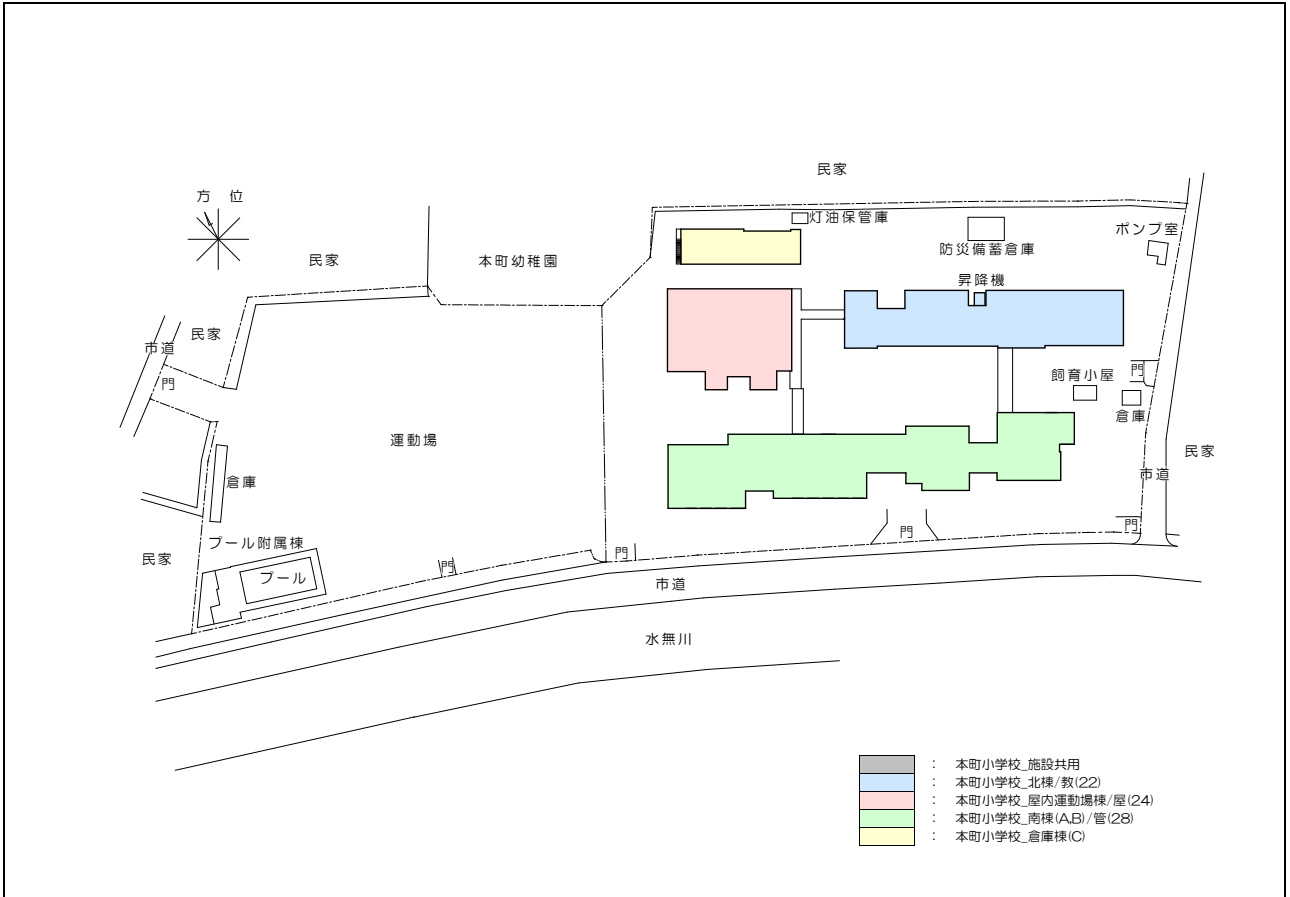 民家
方 位
灯油保管庫
ポンプ室
防災備蓄倉庫
民家
本町幼稚園
昇降機
民家
市道
門
飼育小屋
門
倉庫
運動場
民家
市道
倉庫
門
門
プール附属棟
門
民家
門
プール
市道
水無川
： 本町小学校_施設共用
： 本町小学校_北棟/教(22)
： 本町小学校_屋内運動場棟/屋(24)
： 本町小学校_南棟(A,B)/管(28)
： 本町小学校_倉庫棟(C)